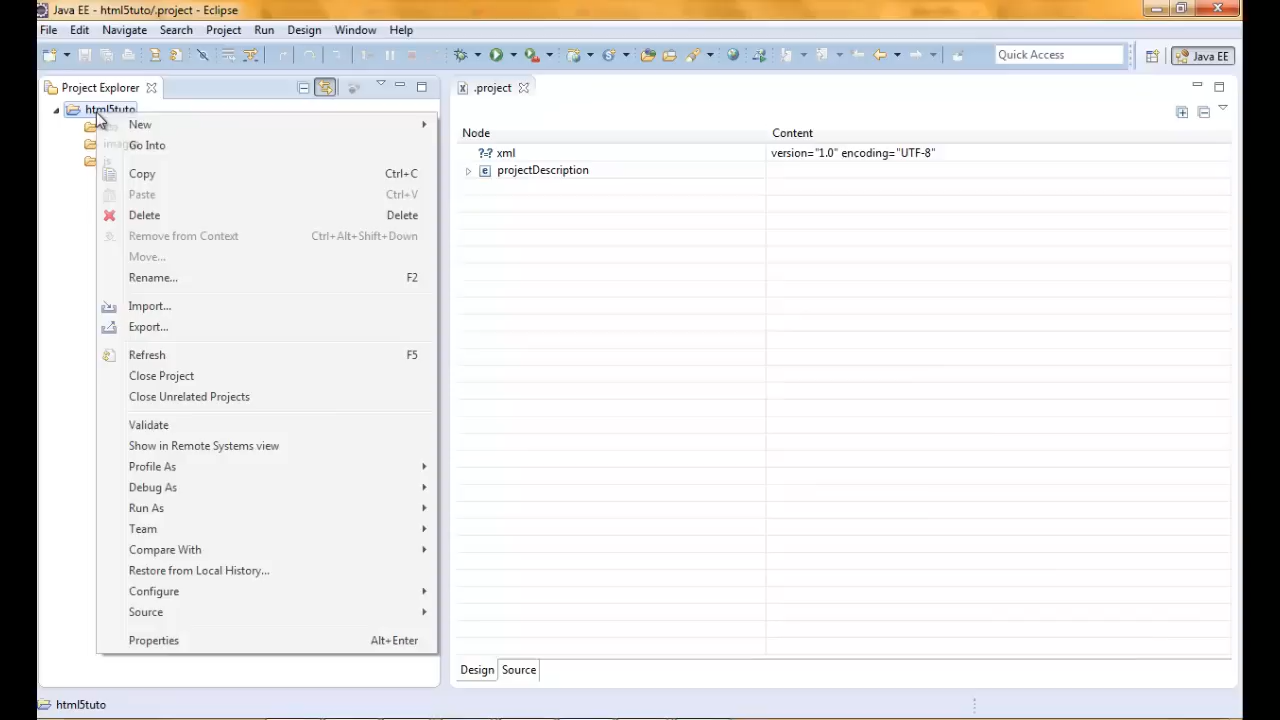 Java EE - html5tuto/.project - Eclipse
File Edit Navigate Search Project Run Design Window Help
Quick Access
Java EE
Project Explorer
.project
html5tuto
New
images
Go Into
js
Copy Ctrl+C
Paste Ctrl+V
Delete Delete
Remove from Context Ctrl+Alt+Shift+Down
Move...
Rename... F2
Import...
Export...
Refresh F5
Close Project
Close Unrelated Projects
Validate
Show in Remote Systems view
Profile As
Debug As
Run As
Team
Compare With
Restore from Local History...
Configure
Source
Properties Alt+Enter
Node Content
xml version="1.0" encoding="UTF-8"
projectDescription
Design Source
html5tuto